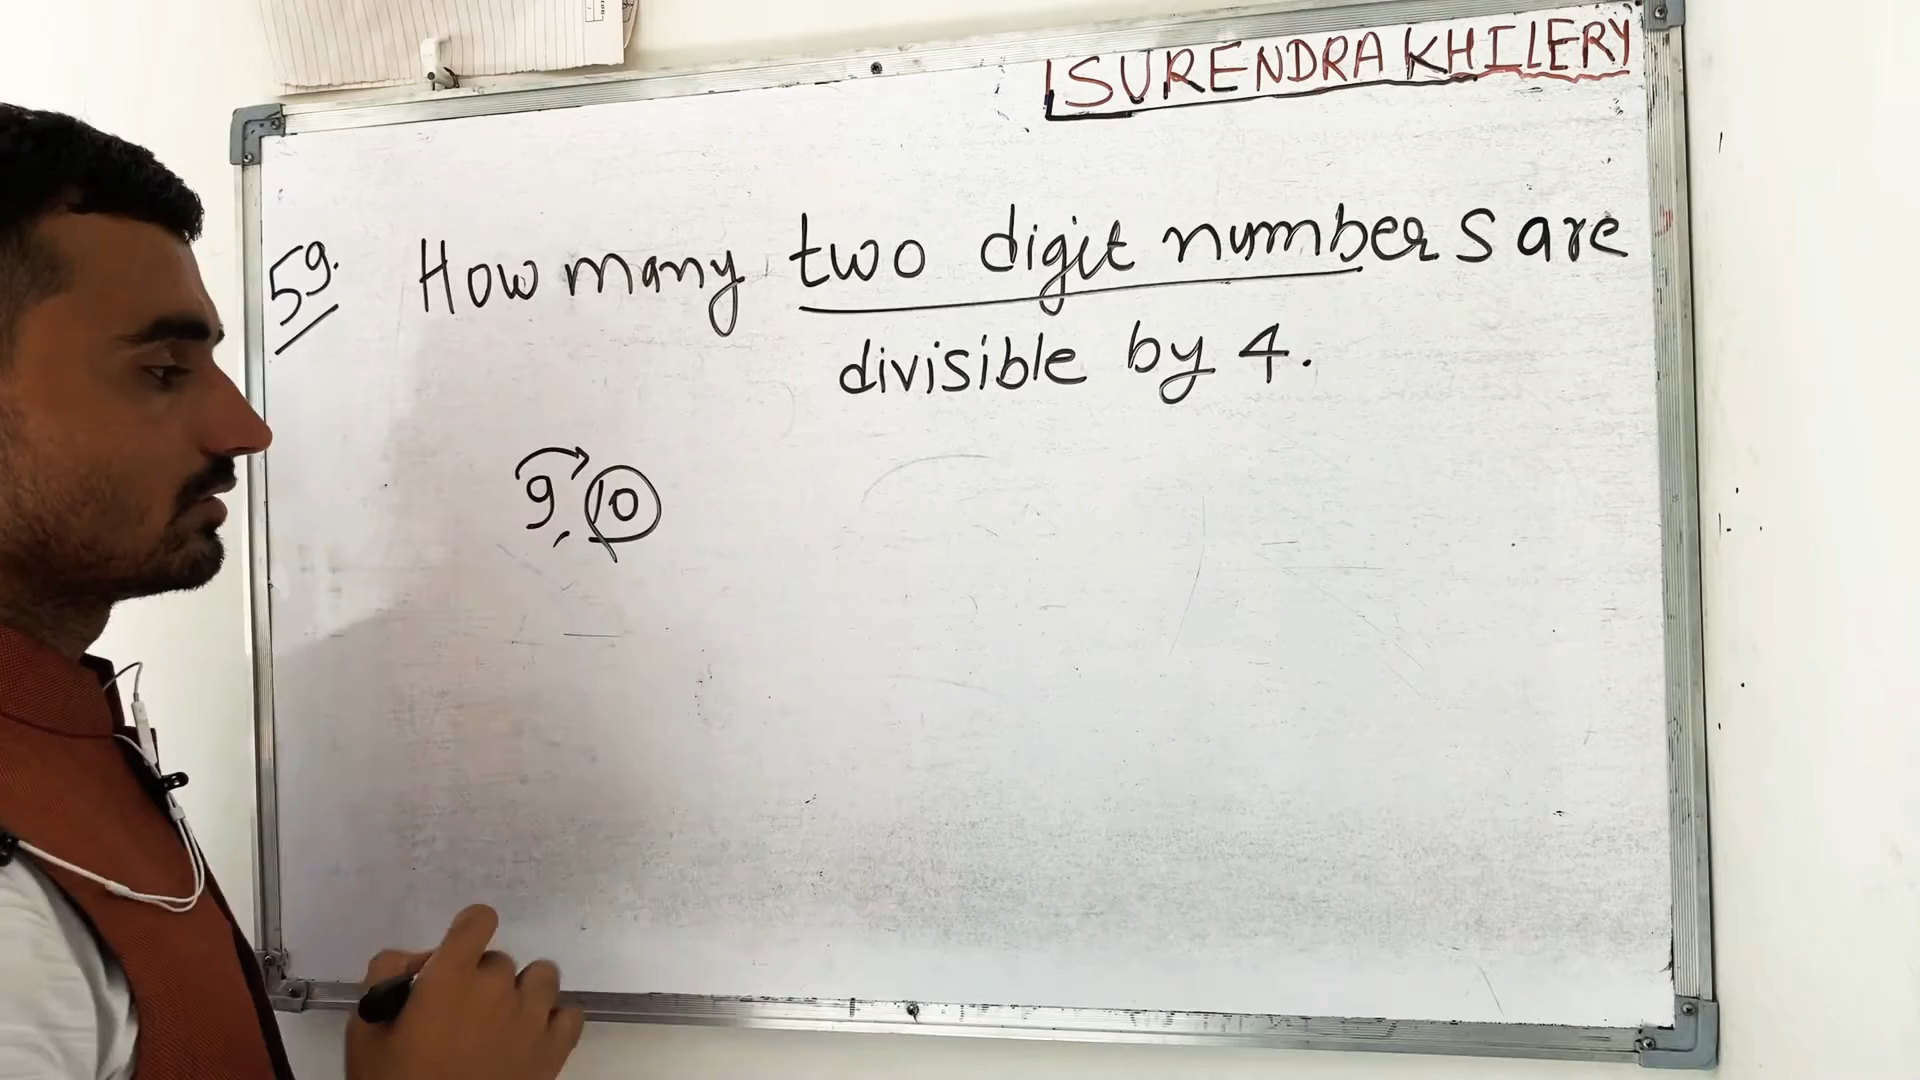 SURENDRA KHILERY
59. How many two digit numbers are
divisible by 4.
9, 10